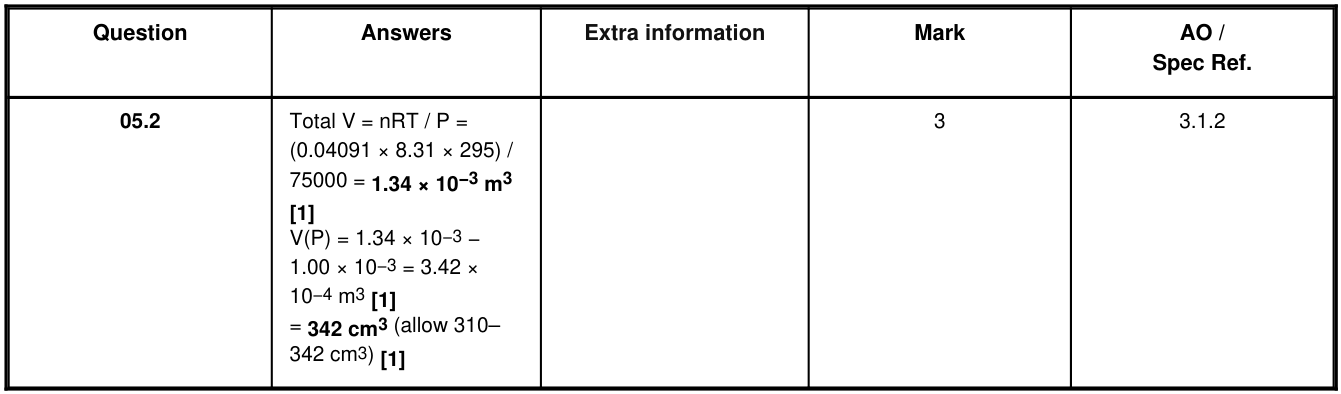 Question Answers Extra information Mark AO /
Spec Ref.
05.2 Total V = nRT / P = 3 3.1.2
(0.04091 × 8.31 × 295) /
75000 = 1.34 × 10−3 m3
[1]
V(P) = 1.34 × 10−3 –
1.00 × 10−3 = 3.42 ×
10−4 m3 [1]
= 342 cm3 (allow 310–
342 cm3) [1]